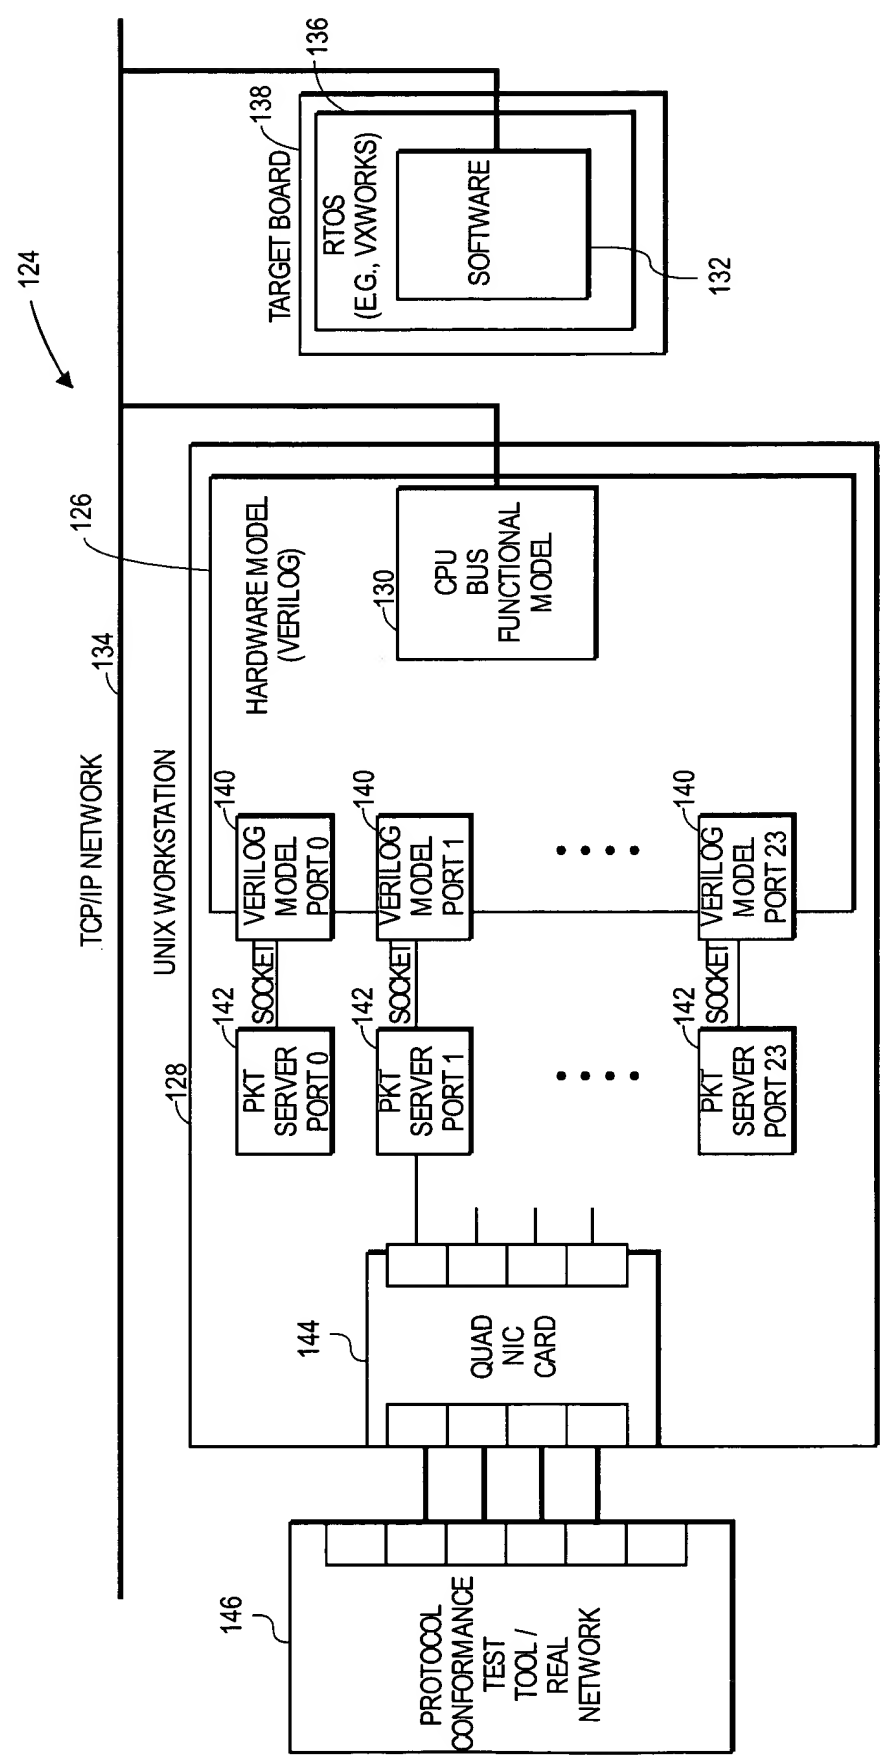 124
TCP/IP NETWORK
134
126
UNIX WORKSTATION
128
HARDWARE MODEL
(VERILOG)
130
CPU
BUS
FUNCTIONAL
MODEL
TARGET BOARD
138
136
RTOS
(E.G., VXWORKS)
SOFTWARE
132
142
PKT
SERVER
PORT 0
SOCKET
140
VERILOG
MODEL
PORT 0
142
PKT
SERVER
PORT 1
SOCKET
140
VERILOG
MODEL
PORT 1
142
PKT
SERVER
PORT 23
SOCKET
140
VERILOG
MODEL
PORT 23
144
QUAD
NIC
CARD
146
PROTOCOL
CONFORMANCE
TEST
TOOL /
REAL
NETWORK